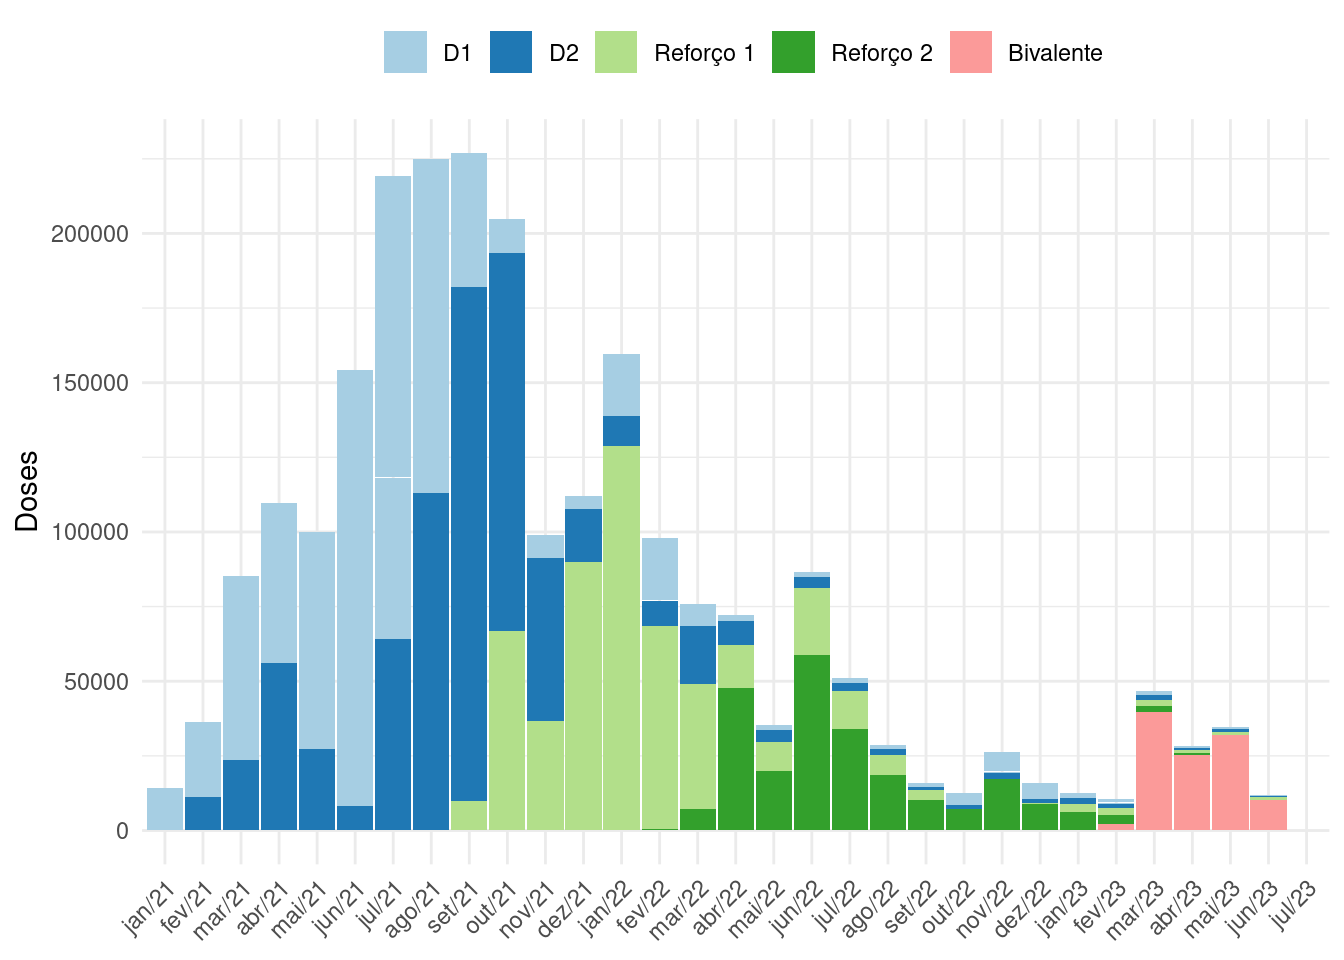 D1 D2 Reforço 1 Reforço 2 Bivalente
Doses
200000
150000
100000
50000
0
jan/21 fev/21 mar/21 abr/21 mai/21 jun/21 jul/21 ago/21 set/21 out/21 nov/21 dez/21 jan/22 fev/22 mar/22 abr/22 mai/22 jun/22 jul/22 ago/22 set/22 out/22 nov/22 dez/22 jan/23 fev/23 mar/23 abr/23 mai/23 jun/23 jul/23